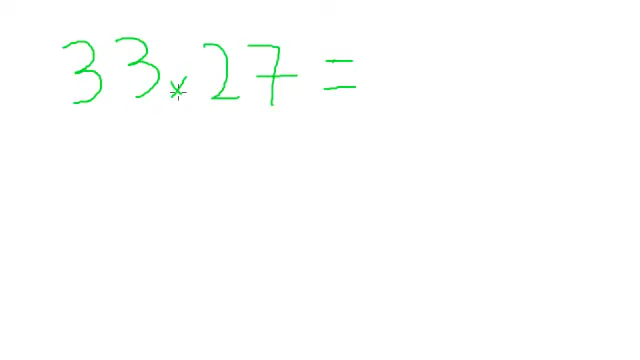 33 × 27 =